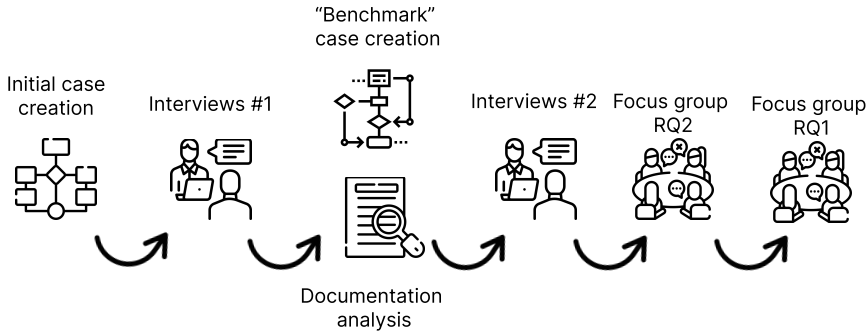 Initial case
creation
Interviews #1
“Benchmark”
case creation
Documentation
analysis
Interviews #2
Focus group
RQ2
Focus group
RQ1